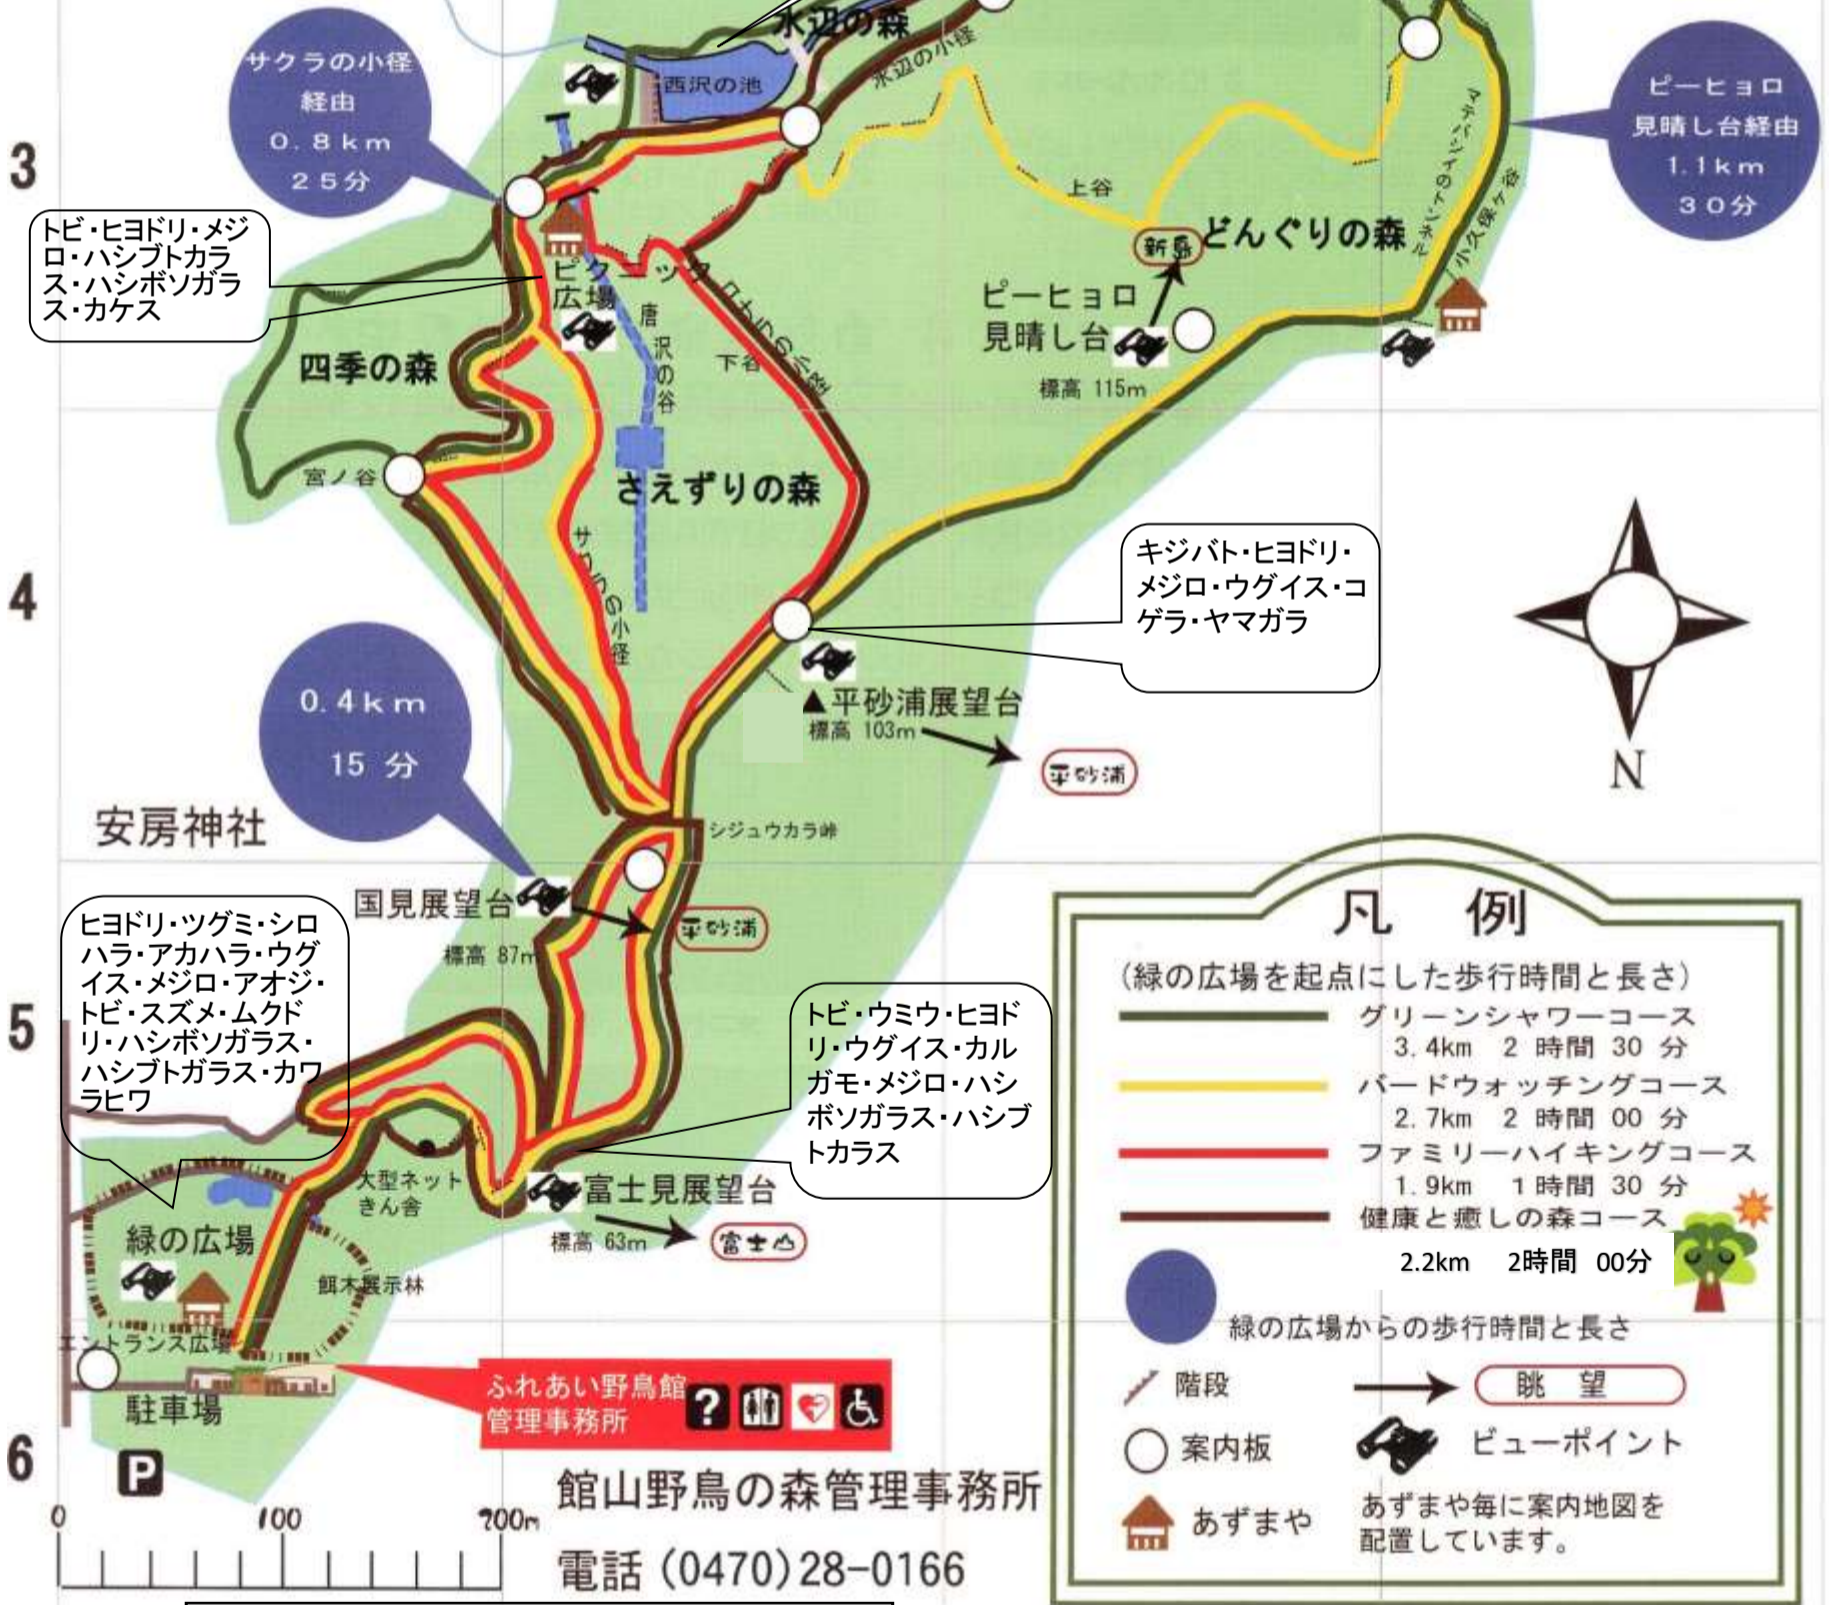 水辺の森
サクラの小径
経由
0.8km
25分
西沢の池
水辺の小径
ピーヒョロ
見晴し台経由
1.1km
30分
マテバシイのトンネル
小久保ヶ谷
3
トビ・ヒヨドリ・メジ
ロ・ハシブトカラ
ス・ハシボソガラ
ス・カケス
上谷
新島
どんぐりの森
ピクニック
広場
唐沢の谷
下谷
の小径
ピーヒョロ
見晴し台
標高 115m
四季の森
宮ノ谷
さえずりの森
サクラの小径
4
キジバト・ヒヨドリ・
メジロ・ウグイス・コ
ゲラ・ヤマガラ
N
▲平砂浦展望台
標高 103m
平砂浦
0.4km
15 分
安房神社
シジュウカラ峠
国見展望台
標高 87m
平砂浦
5
ヒヨドリ・ツグミ・シロ
ハラ・アカハラ・ウグ
イス・メジロ・アオジ・
トビ・スズメ・ムクド
リ・ハシボソガラス・
ハシブトガラス・カワ
ラヒワ
トビ・ウミウ・ヒヨド
リ・ウグイス・カル
ガモ・メジロ・ハシ
ボソガラス・ハシブ
トカラス
大型ネット
きん舎
富士見展望台
標高 63m
富士山
緑の広場
餌木展示林
エントランス広場
駐車場
P
ふれあい野鳥館
管理事務所
?
6
0
100
200m
館山野鳥の森管理事務所
電話 (0470)28-0166
凡 例
(緑の広場を起点にした歩行時間と長さ)
グリーンシャワーコース
3.4km 2 時間 30 分
バードウォッチングコース
2.7km 2 時間 00 分
ファミリーハイキングコース
1.9km 1 時間 30 分
健康と癒しの森コース
2.2km 2時間 00分
緑の広場からの歩行時間と長さ
階段
眺 望
案内板
ビューポイント
あずまや
あずまや毎に案内地図を
配置しています。